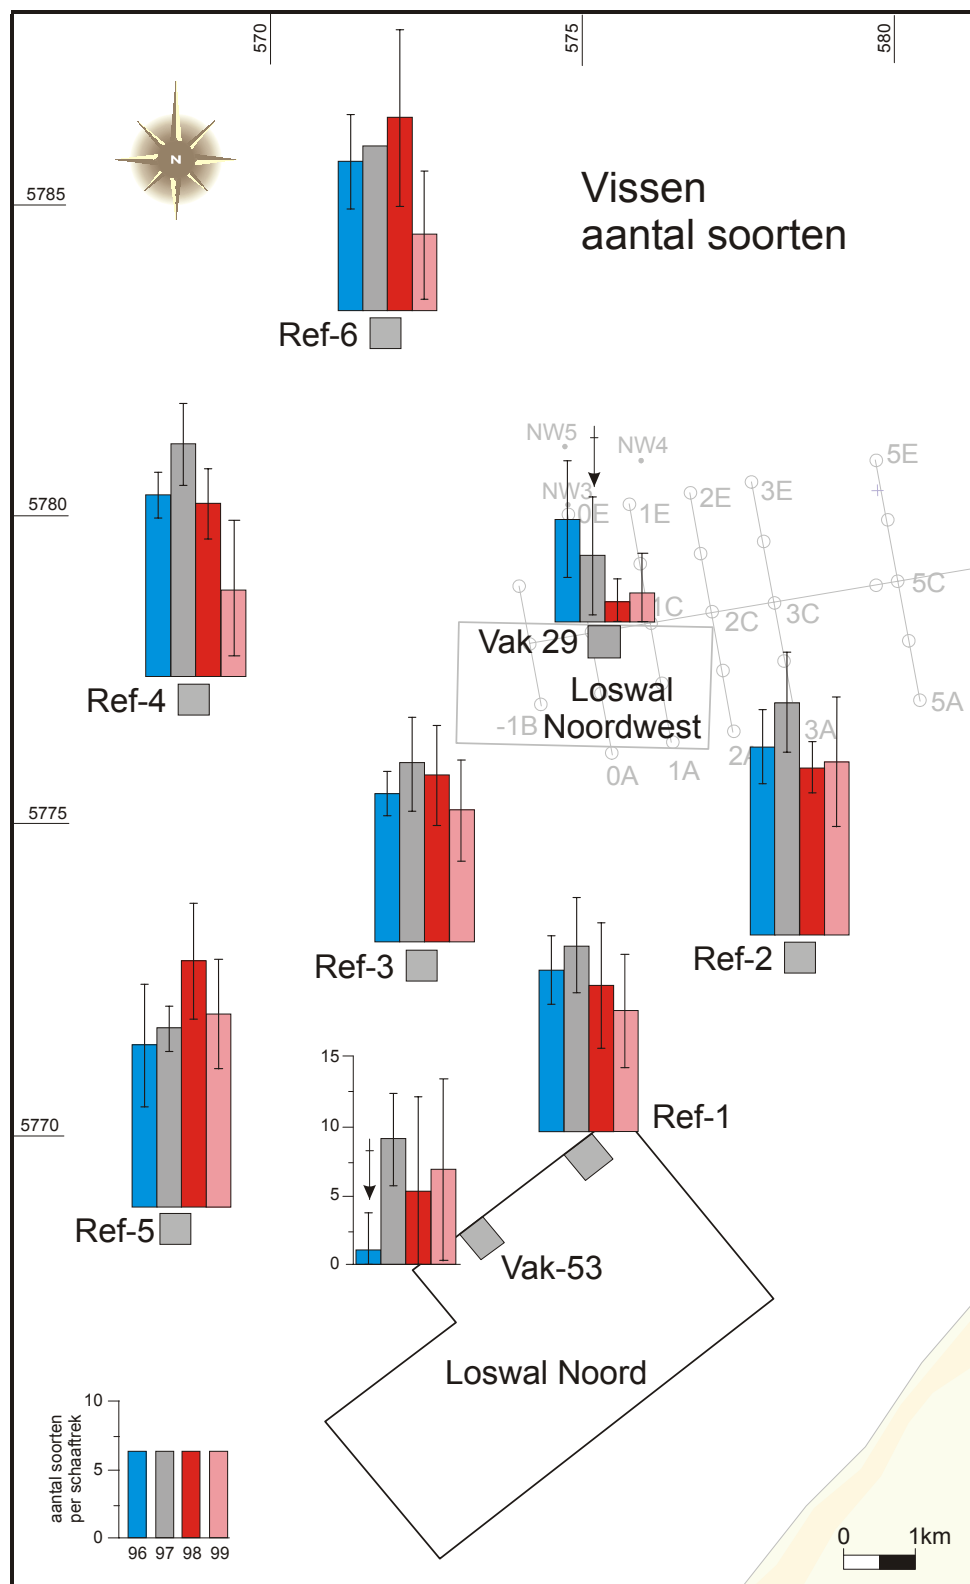 570
575
580
N
5785
Vissen
aantal soorten
Ref-6
NW5
NW4
5E
5780
NW3
0E
1E
2E
3E
Vak 29
1C
2C
3C
5C
Ref-4
Loswal
Noordwest
-1B
0A
1A
2A
3A
5A
5775
Ref-3
Ref-2
15
10
5
0
Ref-1
5770
Ref-5
Vak-53
Loswal Noord
10
5
0
aantal soorten
per schaaftrek
96 97 98 99
0 1km